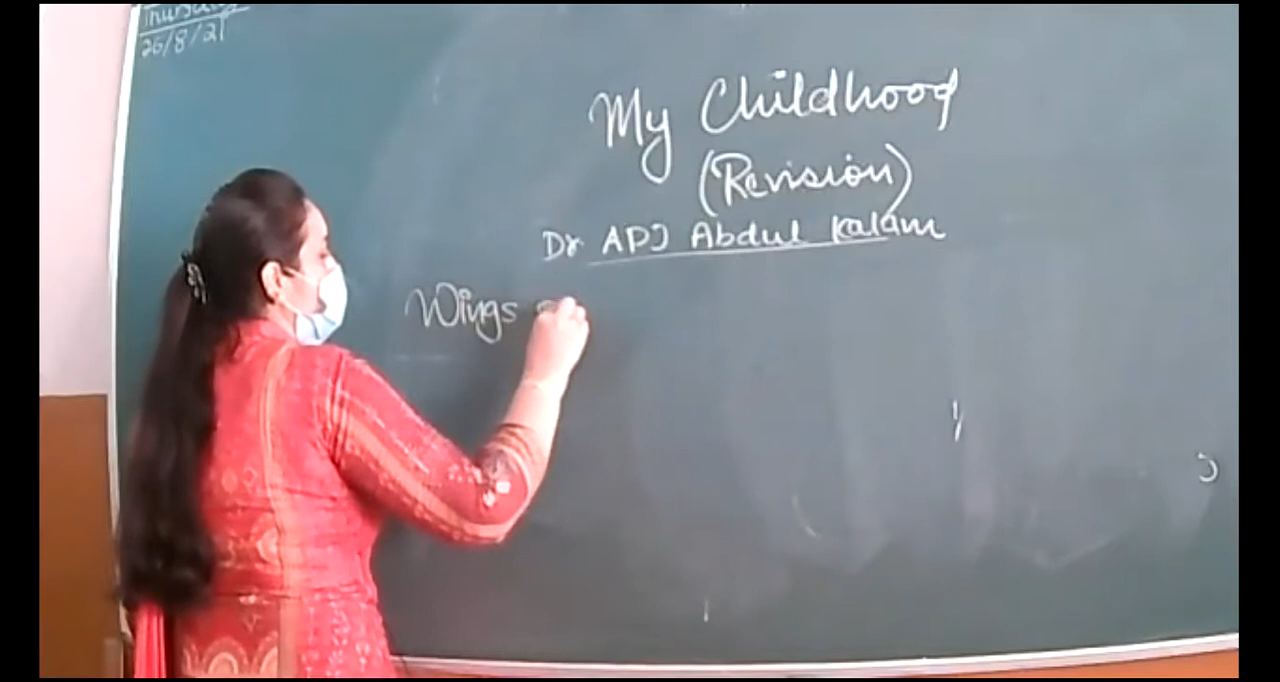 Thursday
26/8/21
My Childhood
(Revision)
Dr. APJ Abdul Kalam
Wings